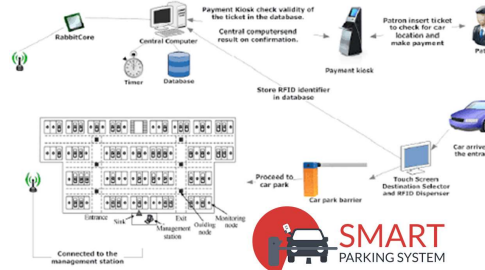 Payment Kiosk check validity of
the ticket in the database.
Central computersend
result on confirmation.
Patron insert ticket
to check for car
location and
make payment
RabbitCore
Central Computer
Payment kiosk
Timer
Database
Store RFID identifier
in database
Car arrive
the entran
Proceed to
car park
Touch Screen
Destination Selector
and RFID Dispenser
Car park barrier
Entrance
Sink
Management
station
Exit
Guiding
node
Monitoring
node
Connected to the
management station
SMART
PARKING SYSTEM